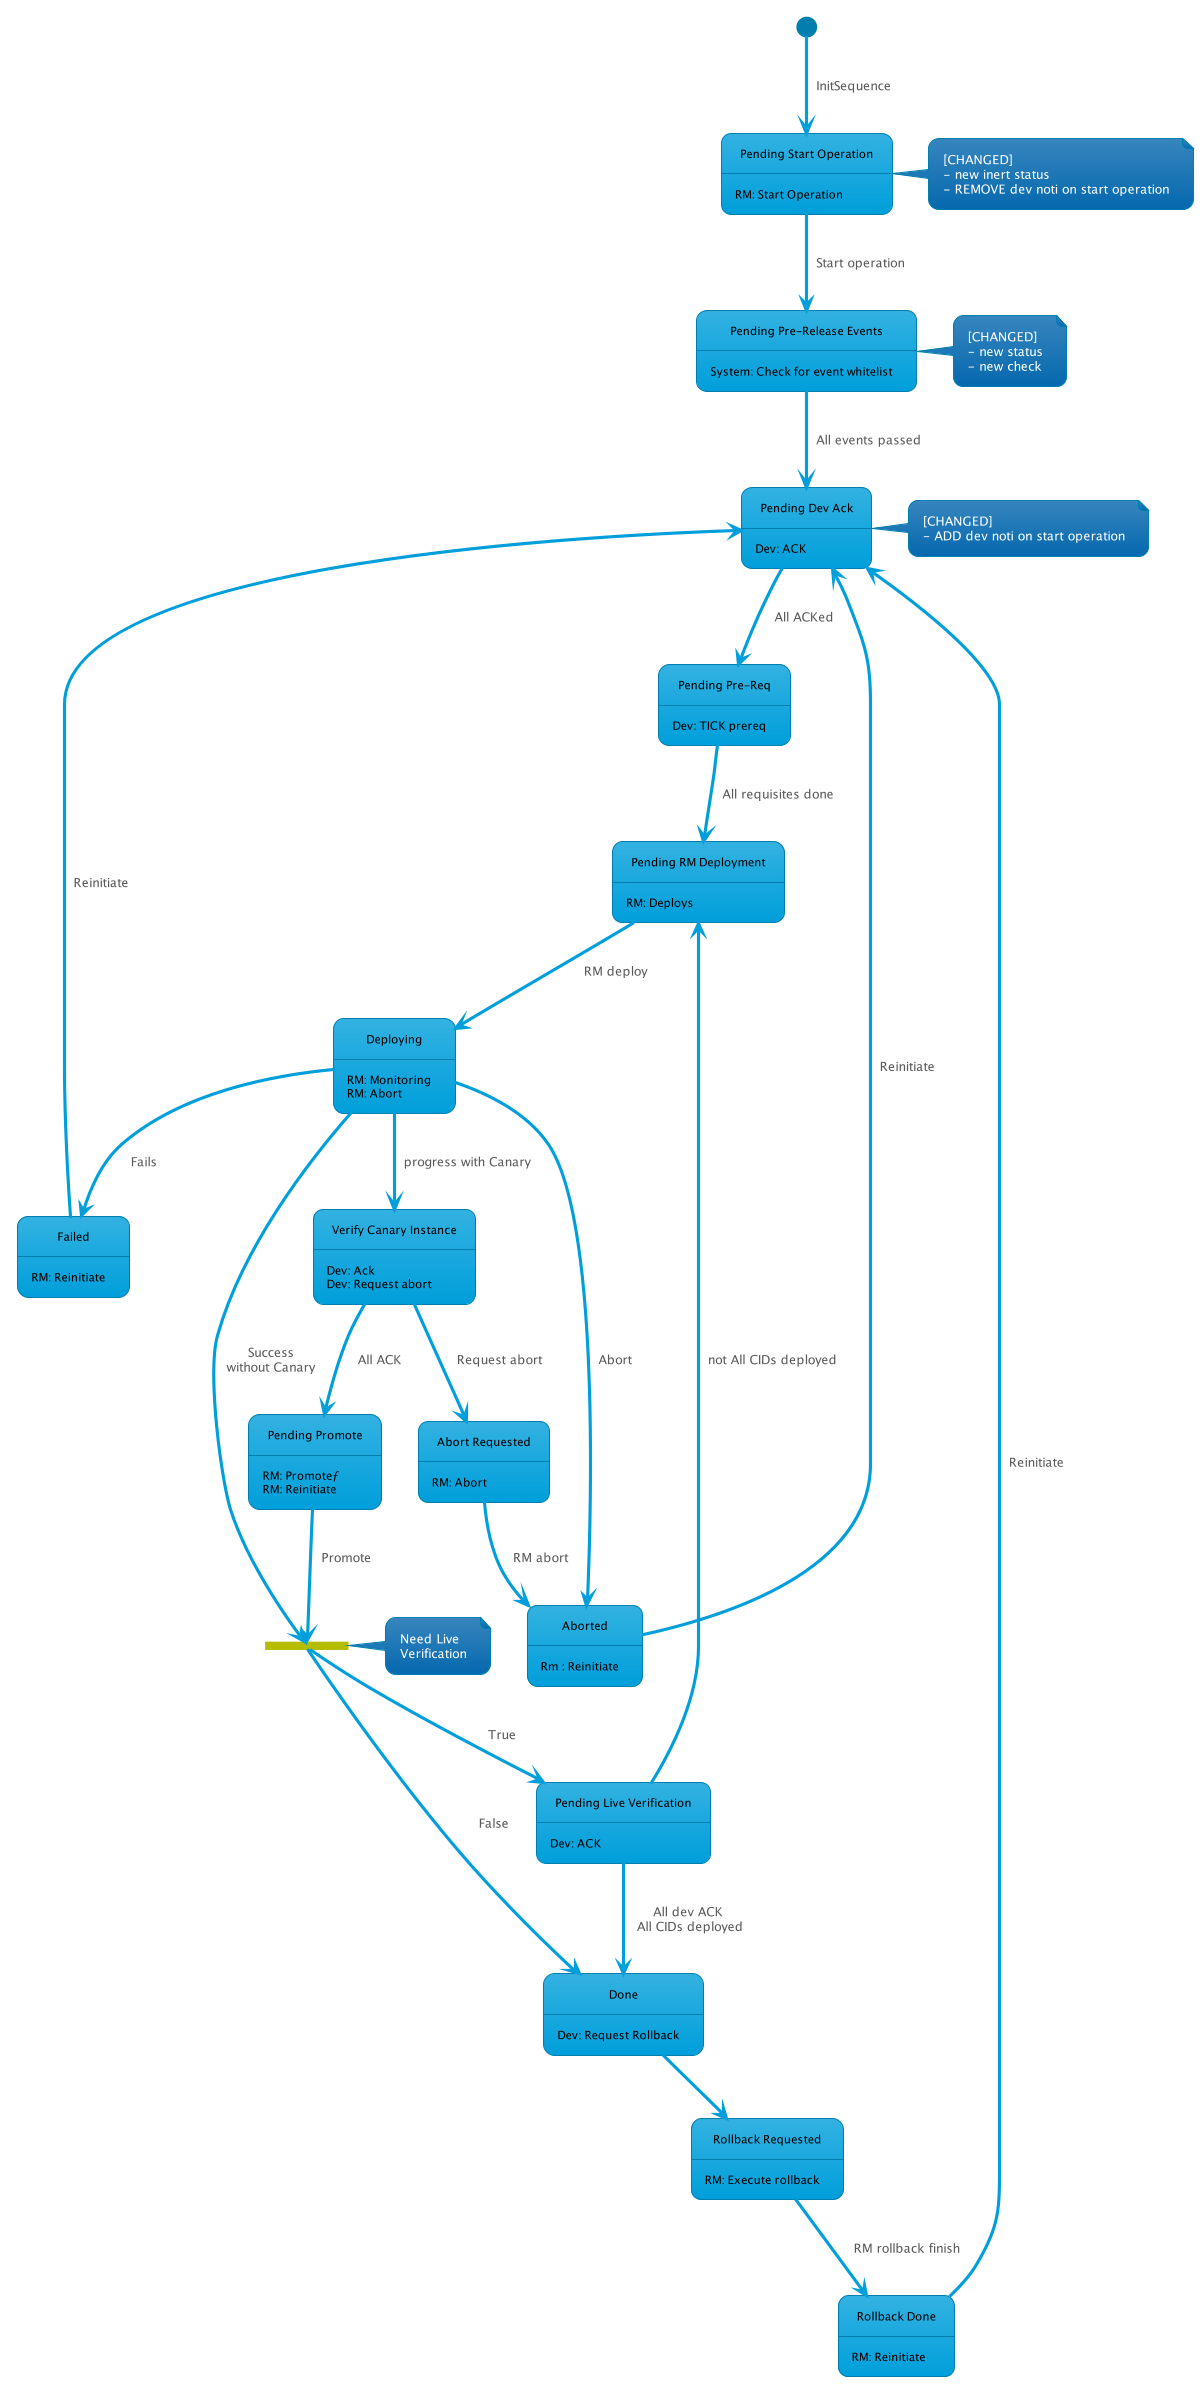 InitSequence
Pending Start Operation
RM: Start Operation
[CHANGED]
- new inert status
- REMOVE dev noti on start operation
Start operation
Pending Pre-Release Events
System: Check for event whitelist
[CHANGED]
- new status
- new check
All events passed
Pending Dev Ack
Dev: ACK
[CHANGED]
- ADD dev noti on start operation
All ACKed
Pending Pre-Req
Dev: TICK prereq
All requisites done
Pending RM Deployment
RM: Deploys
Reinitiate
RM deploy
Deploying
RM: Monitoring
RM: Abort
Reinitiate
Fails
progress with Canary
Failed
RM: Reinitiate
Verify Canary Instance
Dev: Ack
Dev: Request abort
Success
without Canary
All ACK
Request abort
Abort
not All CIDs deployed
Pending Promote
RM: Promoteƒ
RM: Reinitiate
Abort Requested
RM: Abort
Reinitiate
Promote
RM abort
Need Live
Verification
Aborted
Rm : Reinitiate
True
Pending Live Verification
Dev: ACK
False
All dev ACK
All CIDs deployed
Done
Dev: Request Rollback
Rollback Requested
RM: Execute rollback
RM rollback finish
Rollback Done
RM: Reinitiate